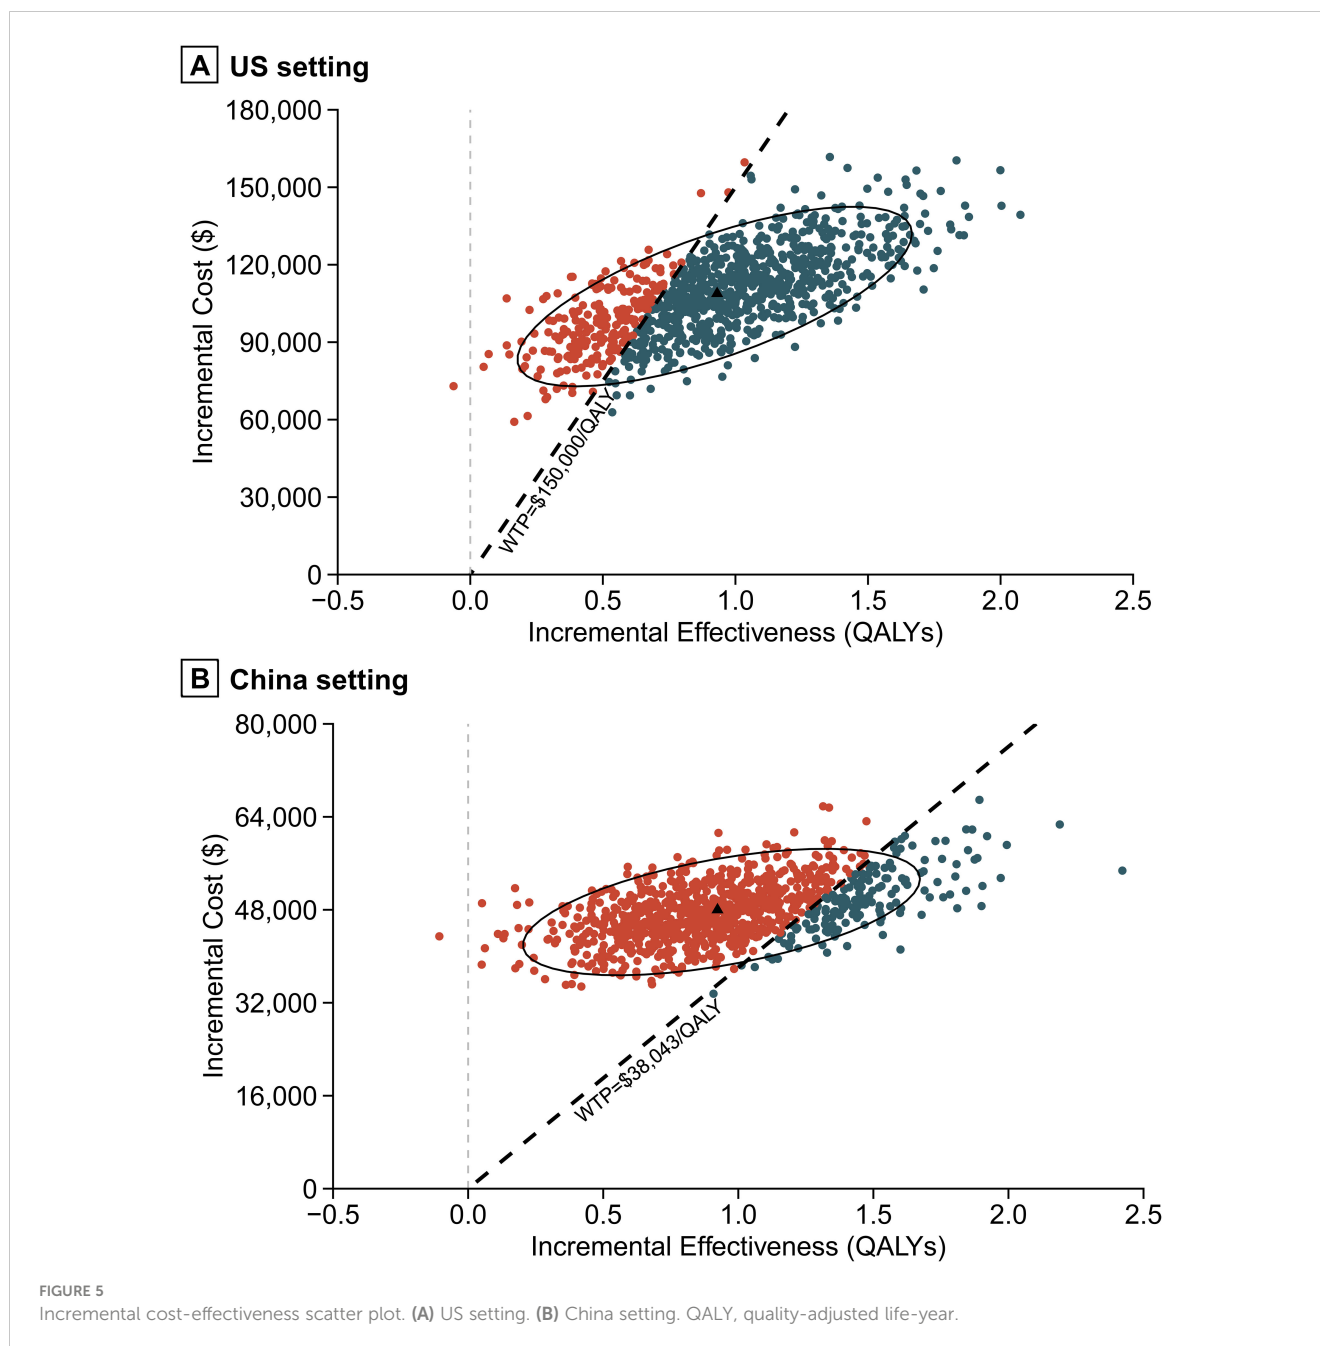 A US setting
180,000
150,000
120,000
90,000
60,000
30,000
0
Incremental Cost ($)
WTP=$150,000/QALY
−0.5 0.0 0.5 1.0 1.5 2.0 2.5
Incremental Effectiveness (QALYs)
B China setting
80,000
64,000
48,000
32,000
16,000
0
Incremental Cost ($)
WTP=$38,043/QALY
−0.5 0.0 0.5 1.0 1.5 2.0 2.5
Incremental Effectiveness (QALYs)
FIGURE 5
Incremental cost-effectiveness scatter plot. (A) US setting. (B) China setting. QALY, quality-adjusted life-year.